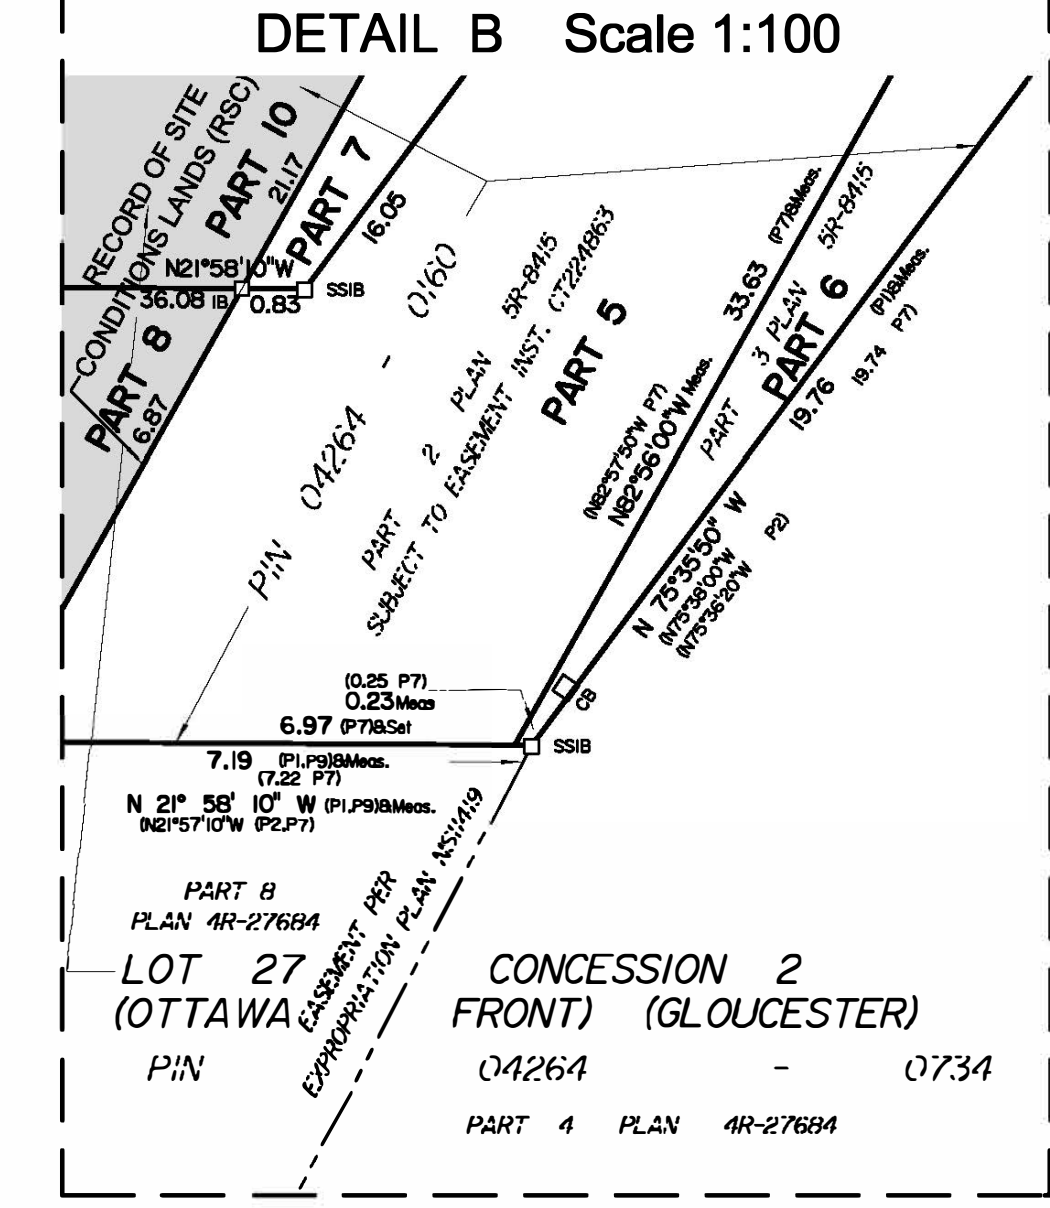 DETAIL B Scale 1:100
RECORD OF SITE
CONDITIONS LANDS (RSC)
PART 10
21.17
PART 7
16.05
N21°58'10"W
36.08 IB
0.83
SSIB
PART 8
6.87
PIN 04264 - 0160
PART 2 PLAN 5R-8415
SUBJECT TO EASEMENT INST. CT224863
PART 5
33.63 (P7)&Meas.
(N82°57'50"W P7)
N82°56'00"W Meas.
PART 3 PLAN 5R-8415
PART 6
19.76 (P1)&Meas.
19.74 P7)
N 75°35'50" W
(N75°38'00"W P2)
(N75°36'20"W
CB
(0.25 P7)
0.23 Meas
6.97 (P7)&Set
SSIB
7.19 (P1,P9)&Meas.
(7.22 P7)
N 21° 58' 10" W (P1,P9)&Meas.
(N21°57'10"W (P2,P7)
PART 8
PLAN 4R-27684
EASEMENT PER
EXPROPRIATION PLAN
LOT 27 CONCESSION 2
(OTTAWA FRONT) (GLOUCESTER)
PIN 04264 - 0734
PART 4 PLAN 4R-27684